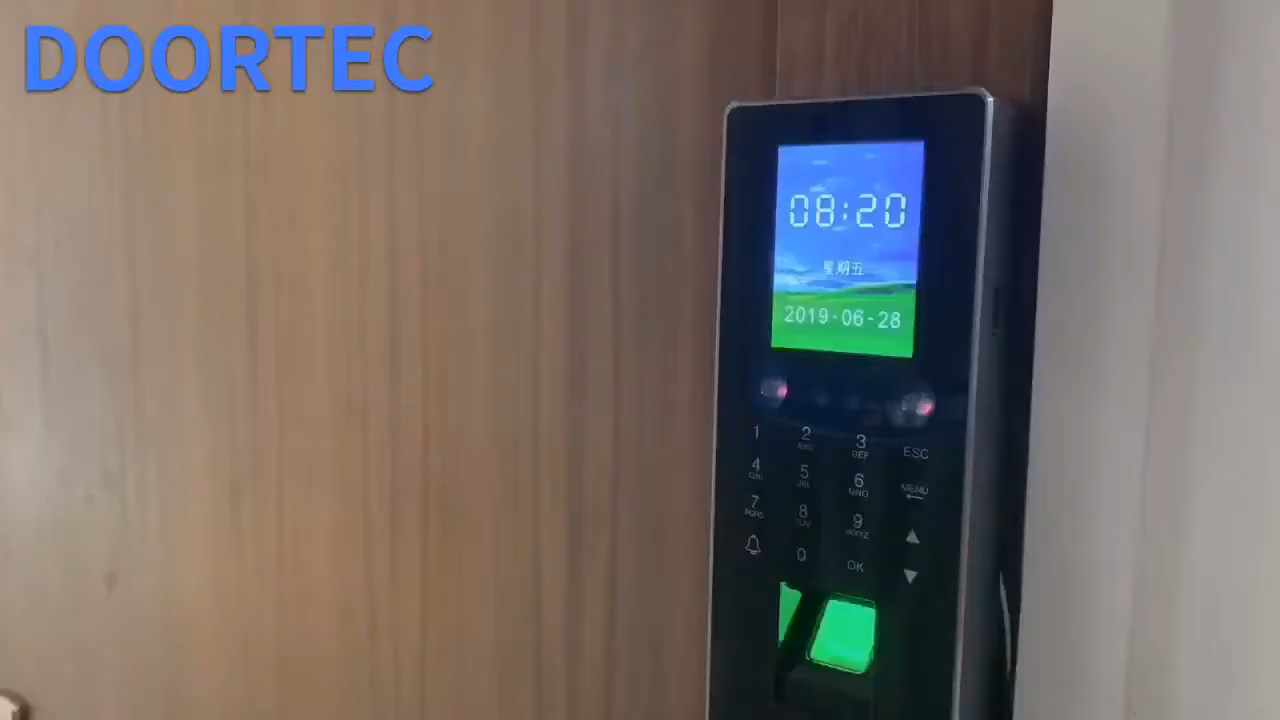 DOORTEC
08:20
星期五
2019-06-28
1
2 ABC
3 DEF
ESC
4 GHI
5 JKL
6 MNO
MENU
7 PQRS
8 TUV
9 WXYZ
0
OK